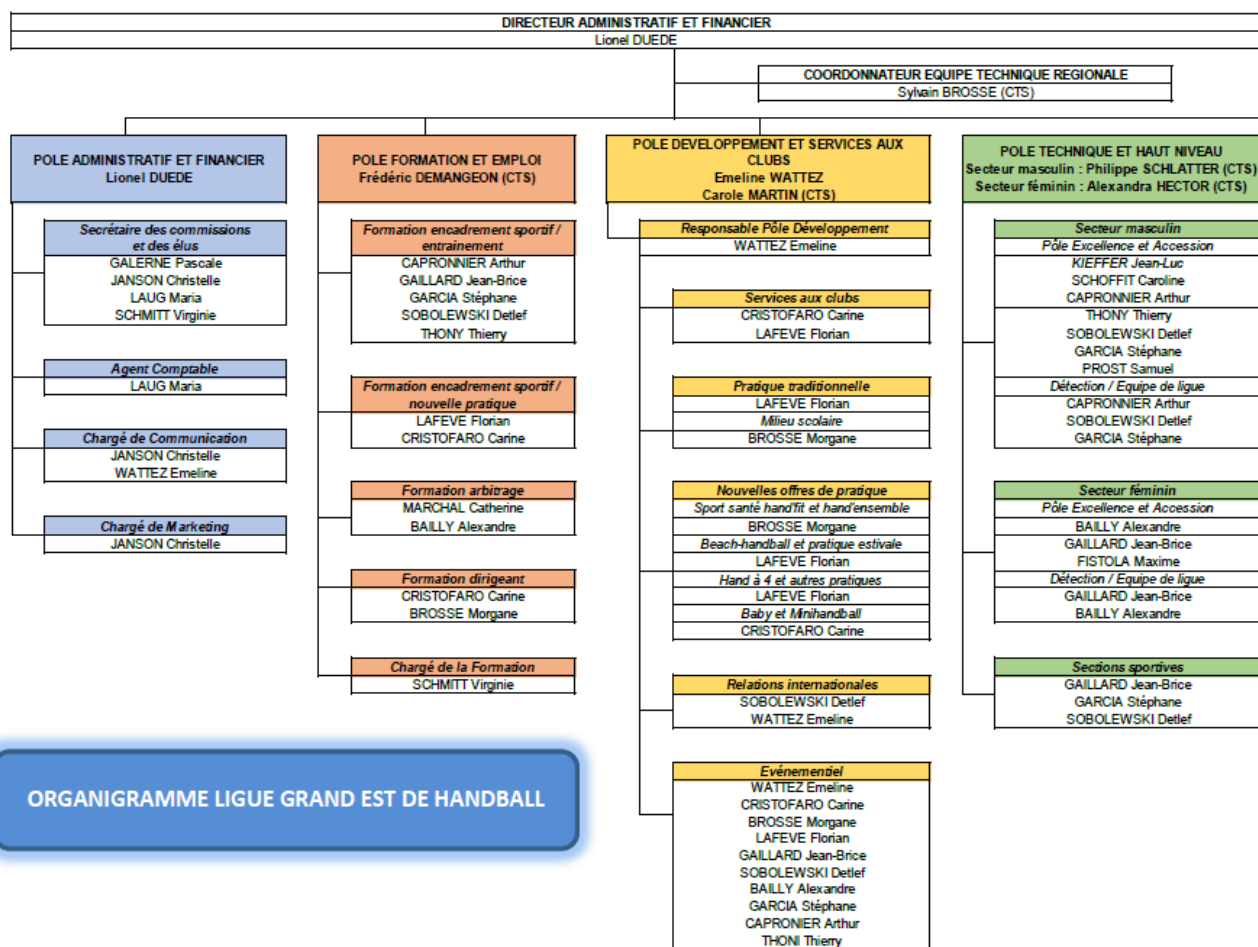 DIRECTEUR ADMINISTRATIF ET FINANCIER
Lionel DUEDE
COORDONNATEUR EQUIPE TECHNIQUE REGIONALE
Sylvain BROSSE (CTS)
POLE ADMINISTRATIF ET FINANCIER
Lionel DUEDE
Secrétaire des commissions
et des élus
GALERNE Pascale
JANSON Christelle
LAUG Maria
SCHMITT Virginie
Agent Comptable
LAUG Maria
Chargé de Communication
JANSON Christelle
WATTEZ Emeline
Chargé de Marketing
JANSON Christelle
POLE FORMATION ET EMPLOI
Frédéric DEMANGEON (CTS)
Formation encadrement sportif /
entrainement
CAPRONNIER Arthur
GAILLARD Jean-Brice
GARCIA Stéphane
SOBOLEWSKI Detlef
THONY Thierry
Formation encadrement sportif /
nouvelle pratique
LAFEVE Florian
CRISTOFARO Carine
Formation arbitrage
MARCHAL Catherine
BAILLY Alexandre
Formation dirigeant
CRISTOFARO Carine
BROSSE Morgane
Chargé de la Formation
SCHMITT Virginie
POLE DEVELOPPEMENT ET SERVICES AUX
CLUBS
Emeline WATTEZ
Carole MARTIN (CTS)
Responsable Pôle Développement
WATTEZ Emeline
Services aux clubs
CRISTOFARO Carine
LAFEVE Florian
Pratique traditionnelle
LAFEVE Florian
Milieu scolaire
BROSSE Morgane
Nouvelles offres de pratique
Sport santé hand'fit et hand'ensemble
BROSSE Morgane
Beach-handball et pratique estivale
LAFEVE Florian
Hand à 4 et autres pratiques
LAFEVE Florian
Baby et Minihandball
CRISTOFARO Carine
Relations internationales
SOBOLEWSKI Detlef
WATTEZ Emeline
Evénementiel
WATTEZ Emeline
CRISTOFARO Carine
BROSSE Morgane
LAFEVE Florian
GAILLARD Jean-Brice
SOBOLEWSKI Detlef
BAILLY Alexandre
GARCIA Stéphane
CAPRONIER Arthur
THONI Thierry
POLE TECHNIQUE ET HAUT NIVEAU
Secteur masculin : Philippe SCHLATTER (CTS)
Secteur féminin : Alexandra HECTOR (CTS)
Secteur masculin
Pôle Excellence et Accession
KIEFFER Jean-Luc
SCHOFFIT Caroline
CAPRONNIER Arthur
THONY Thierry
SOBOLEWSKI Detlef
GARCIA Stéphane
PROST Samuel
Détection / Equipe de ligue
CAPRONNIER Arthur
SOBOLEWSKI Detlef
GARCIA Stéphane
Secteur féminin
Pôle Excellence et Accession
BAILLY Alexandre
GAILLARD Jean-Brice
FISTOLA Maxime
Détection / Equipe de ligue
GAILLARD Jean-Brice
BAILLY Alexandre
Sections sportives
GAILLARD Jean-Brice
GARCIA Stéphane
SOBOLEWSKI Detlef
ORGANIGRAMME LIGUE GRAND EST DE HANDBALL